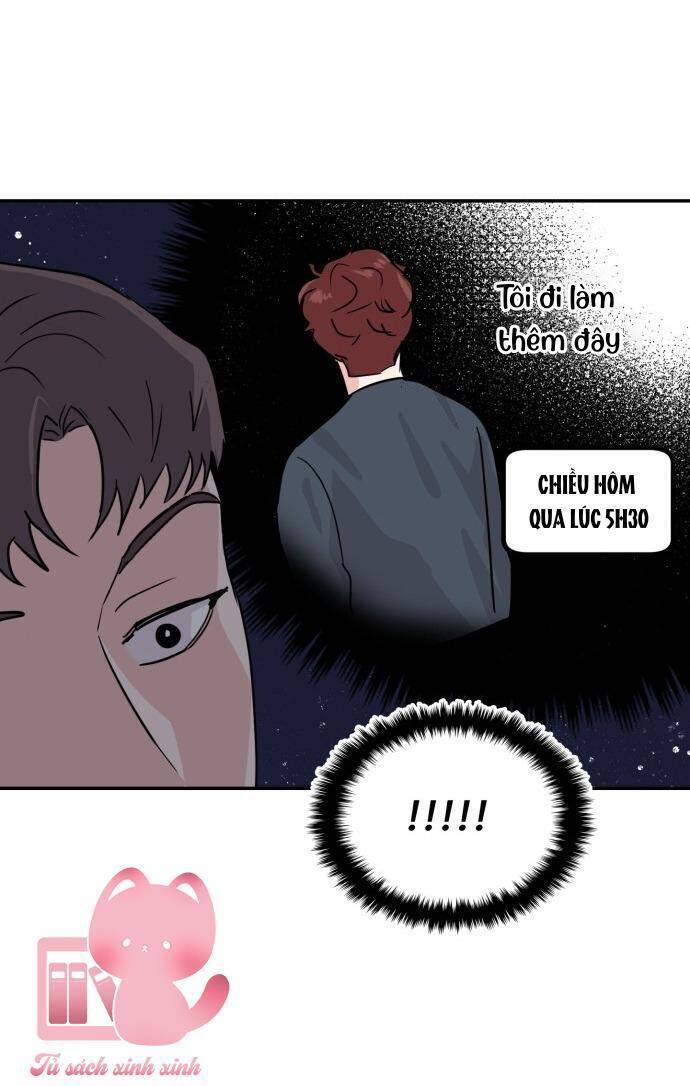 Tôi đi làm
thêm đây
CHIỀU HÔM
QUA LÚC 5H30
!!!!!
Tủ sách xinh xinh